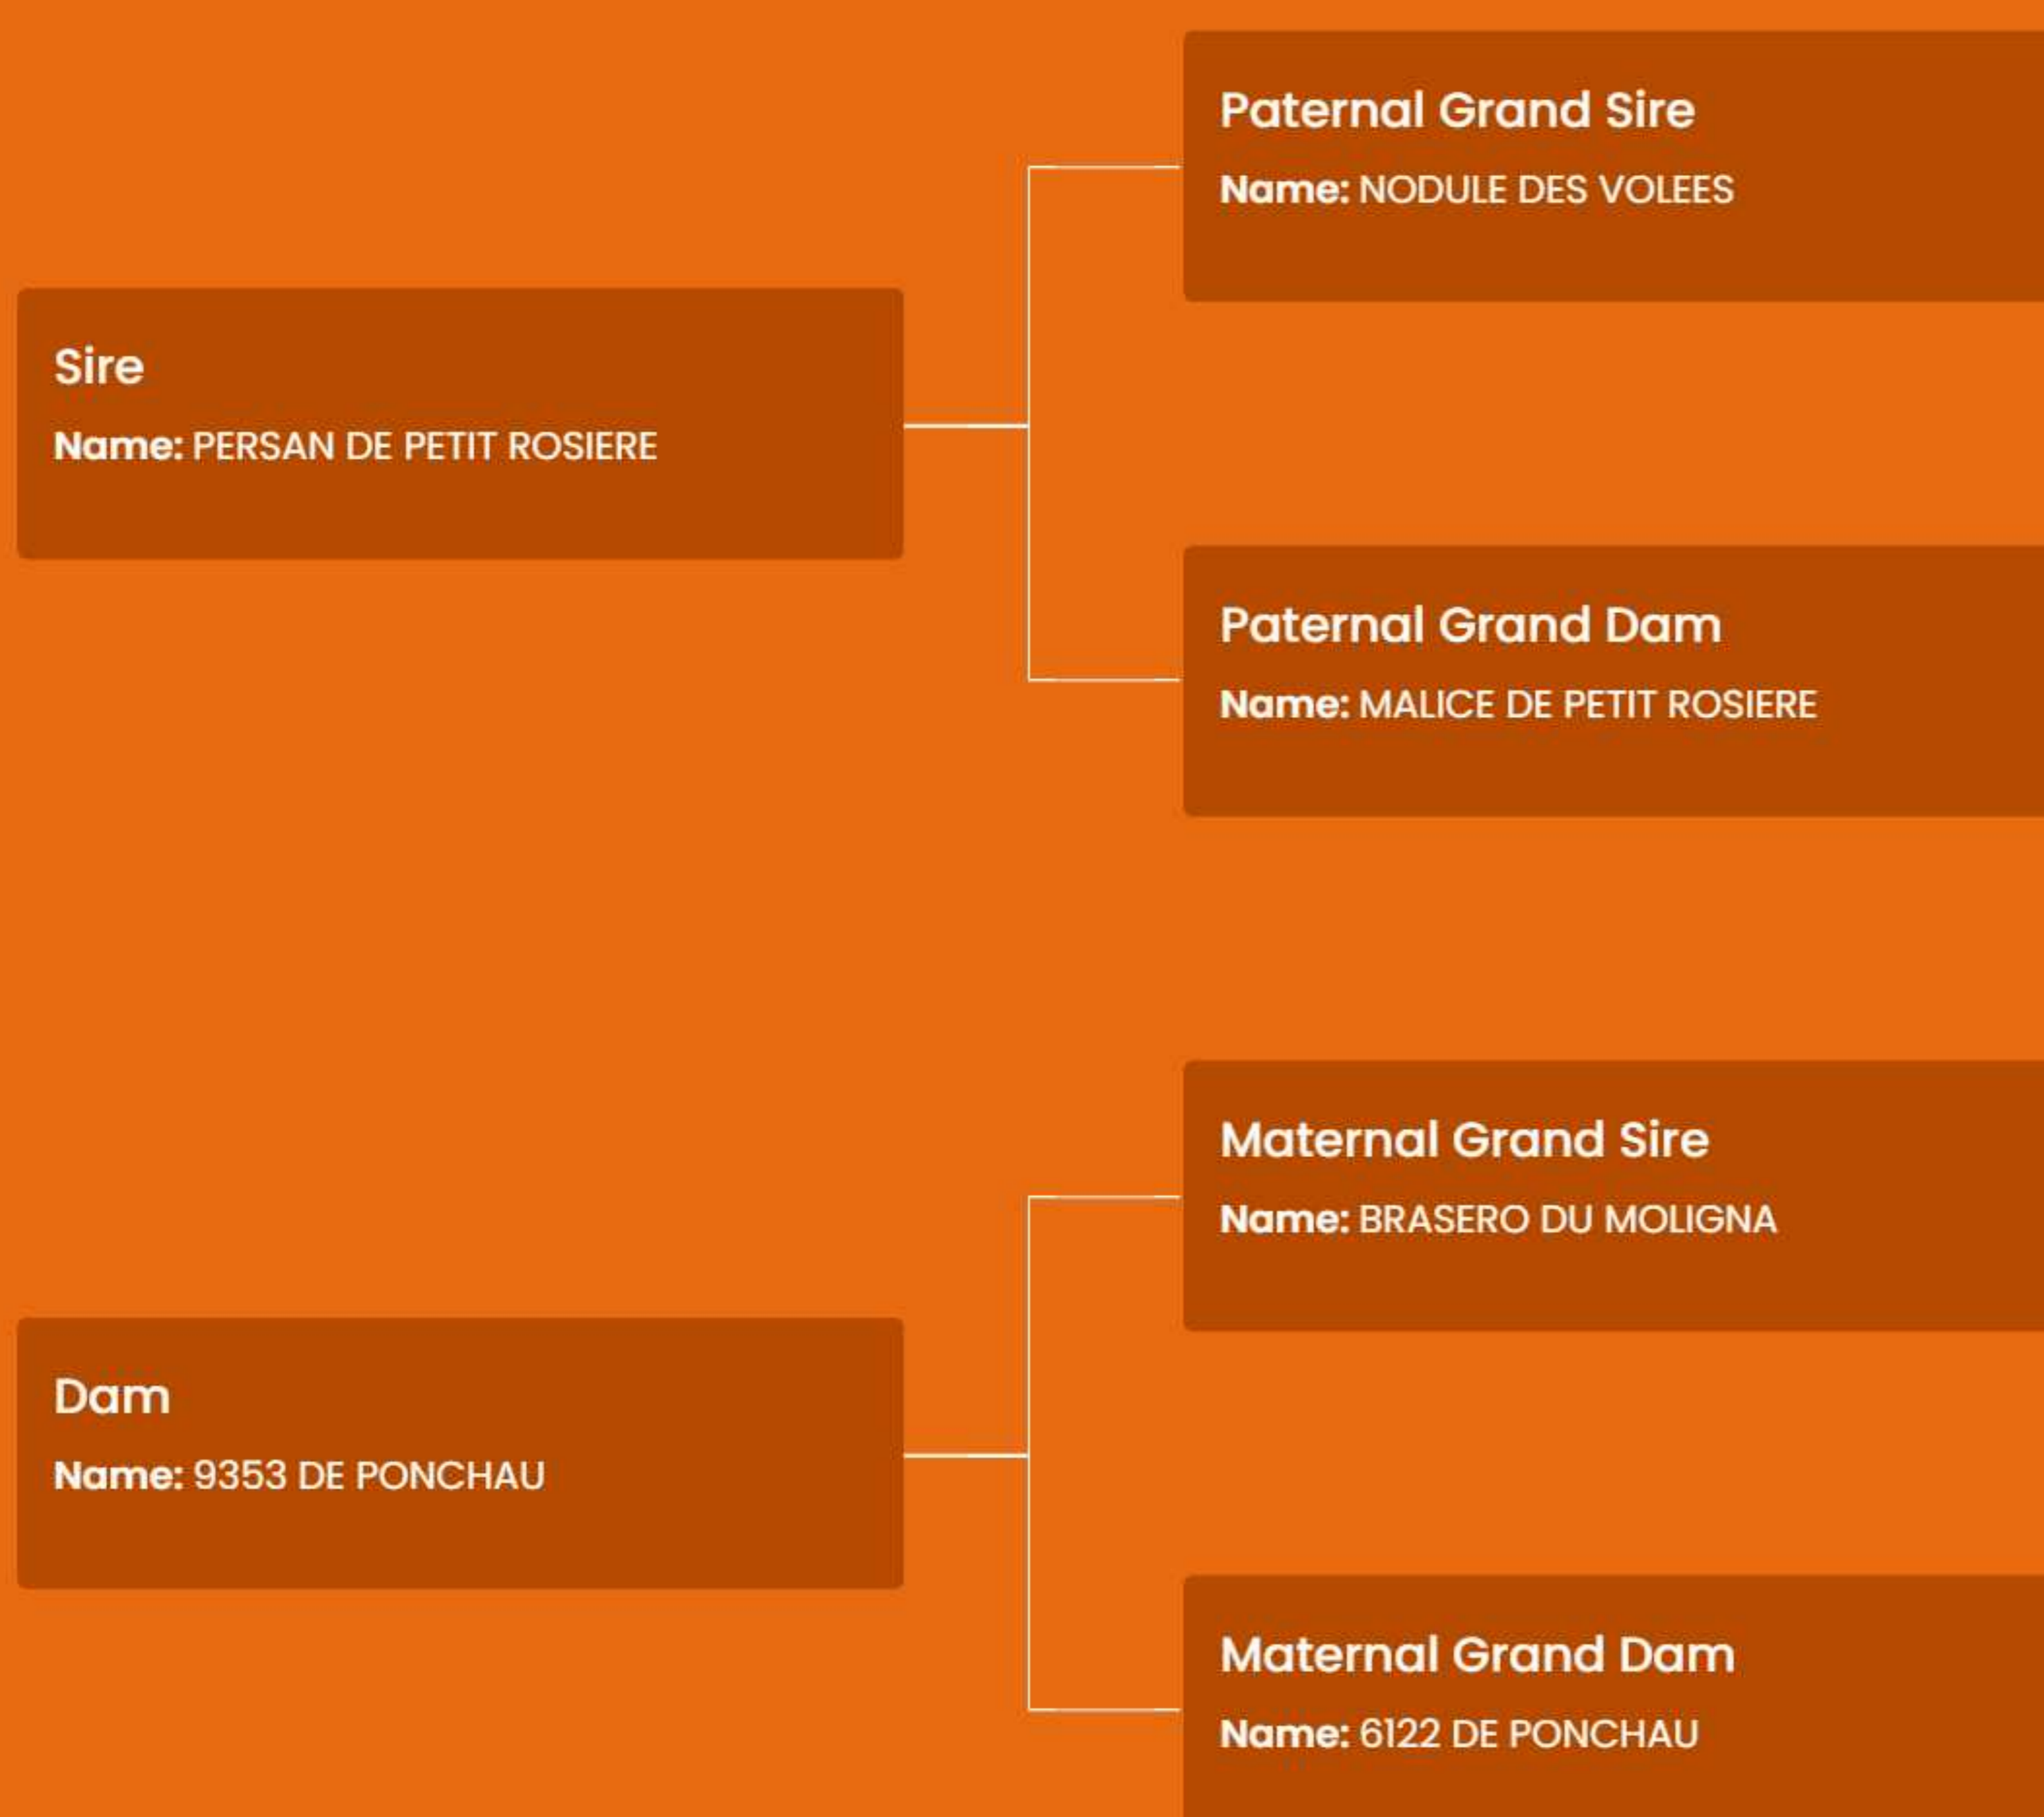 Paternal Grand Sire
Name: NODULE DES VOLEES
Sire
Name: PERSAN DE PETIT ROSIERE
Paternal Grand Dam
Name: MALICE DE PETIT ROSIERE
Maternal Grand Sire
Name: BRASERO DU MOLIGNA
Dam
Name: 9353 DE PONCHAU
Maternal Grand Dam
Name: 6122 DE PONCHAU